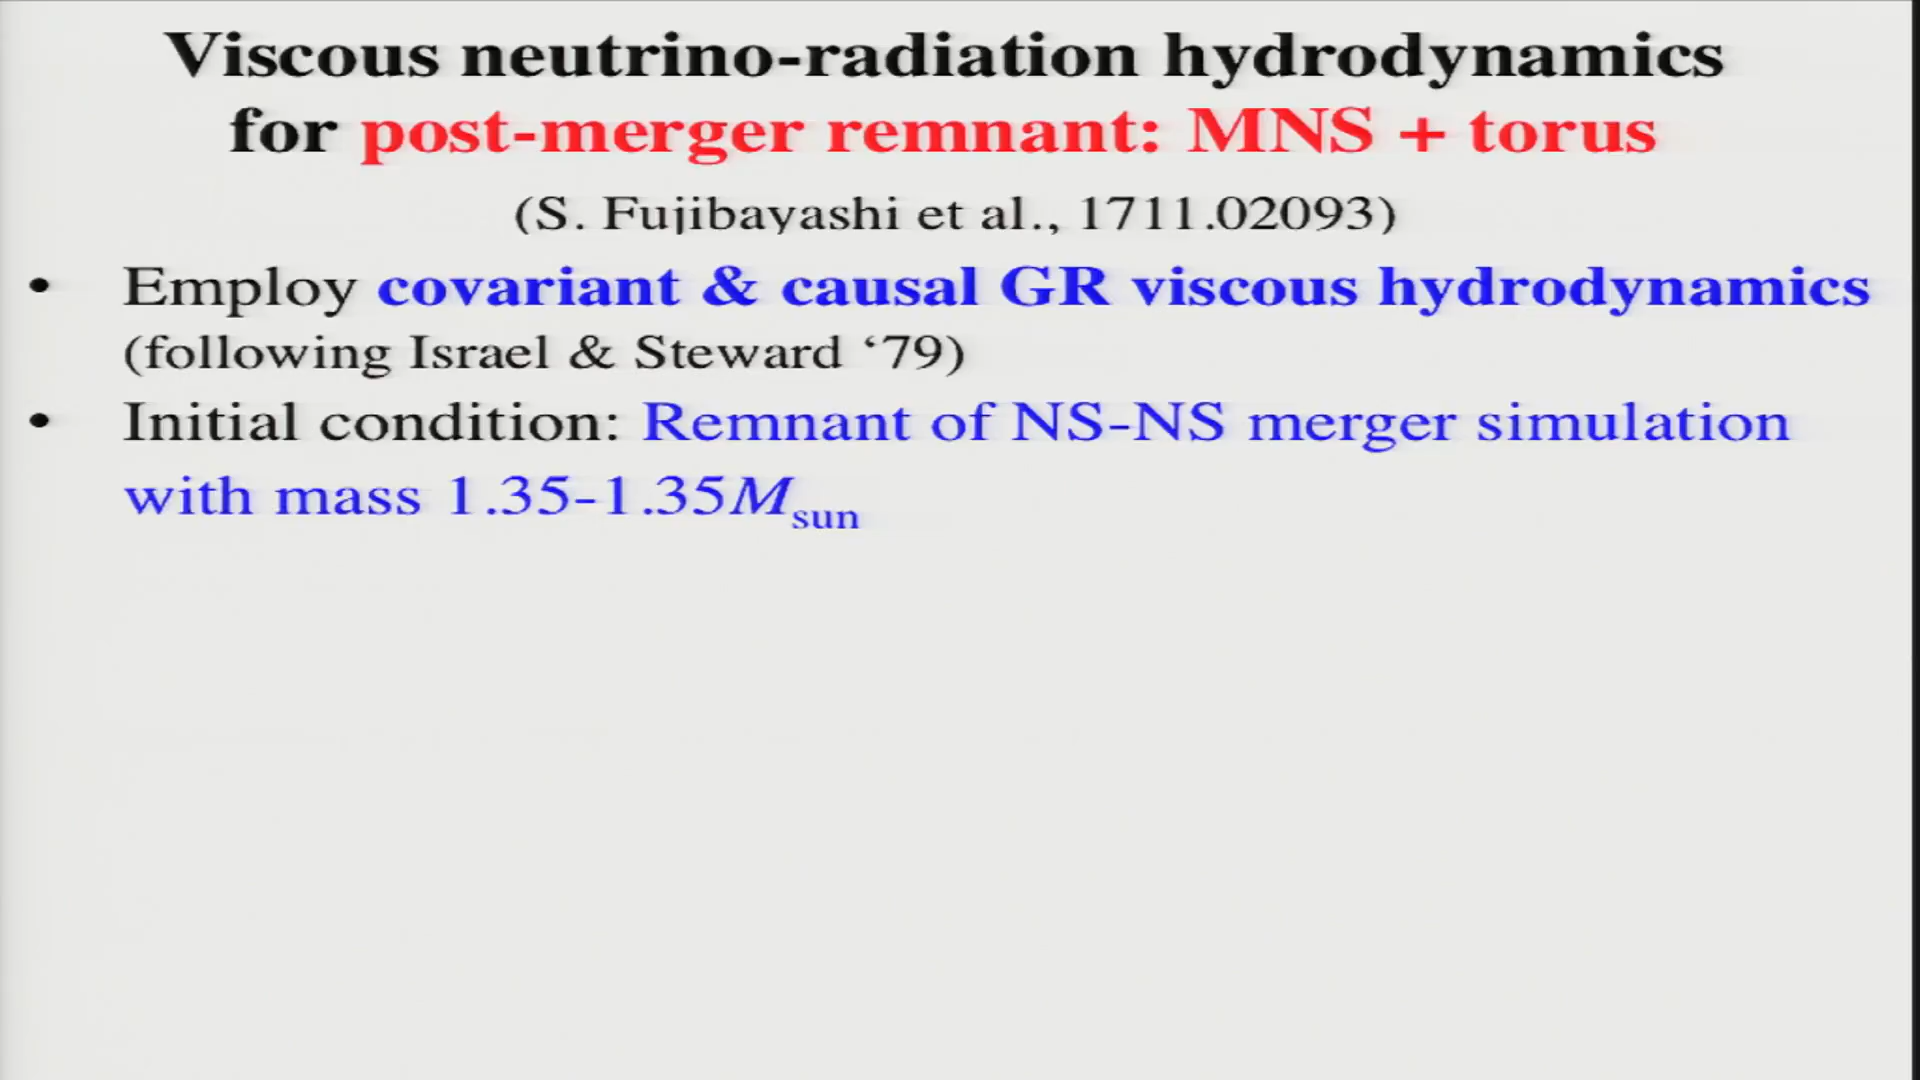 Viscous neutrino-radiation hydrodynamics
for post-merger remnant: MNS + torus
(S. Fujibayashi et al., 1711.02093)
• Employ covariant & causal GR viscous hydrodynamics
(following Israel & Steward ‘79)
• Initial condition: Remnant of NS-NS merger simulation
with mass 1.35-1.35Msun